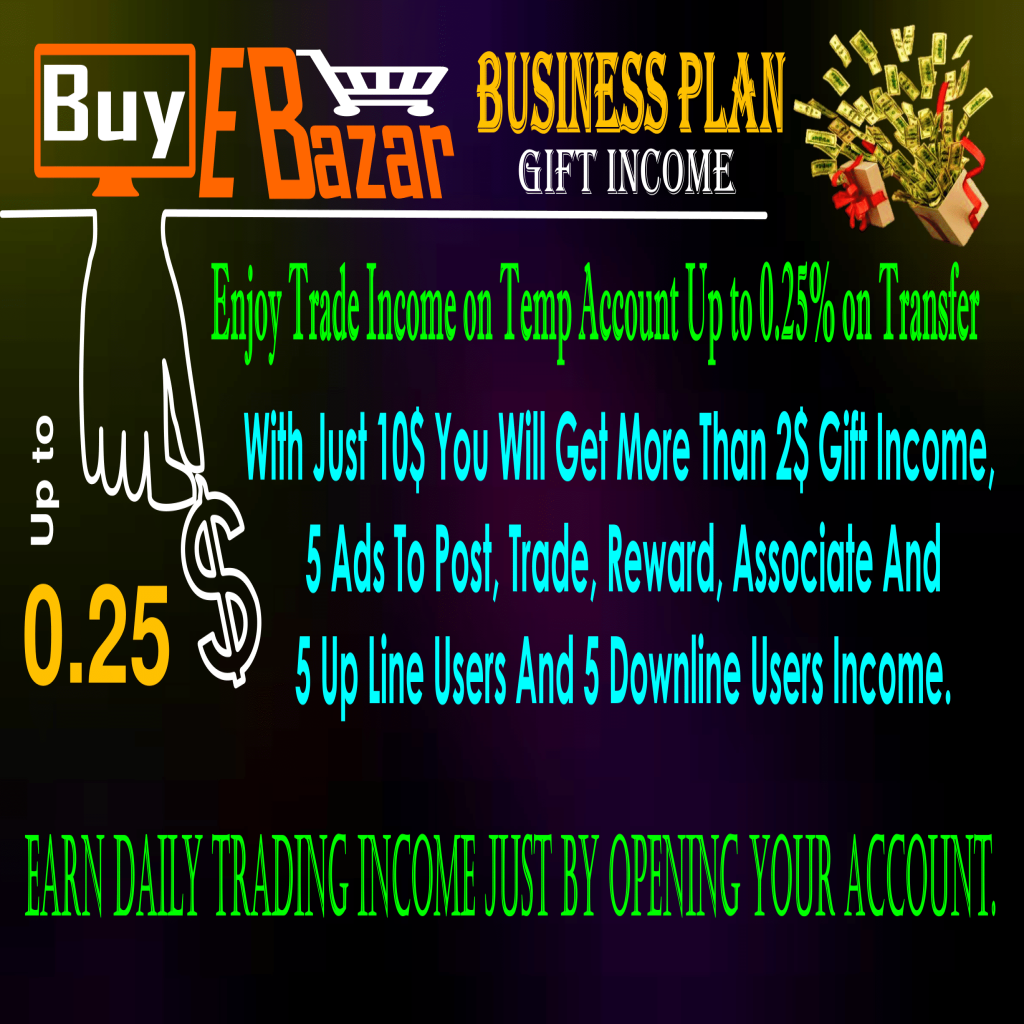 Buy E Bazar
BUSINESS PLAN
GIFT INCOME
Enjoy Trade Income on Temp Account Up to 0.25% on Transfer
With Just 10$ You Will Get More Than 2$ Gift Income,
5 Ads To Post, Trade, Reward, Associate And
5 Up Line Users And 5 Downline Users Income.
Up to
0.25
$
EARN DAILY TRADING INCOME JUST BY OPENING YOUR ACCOUNT.